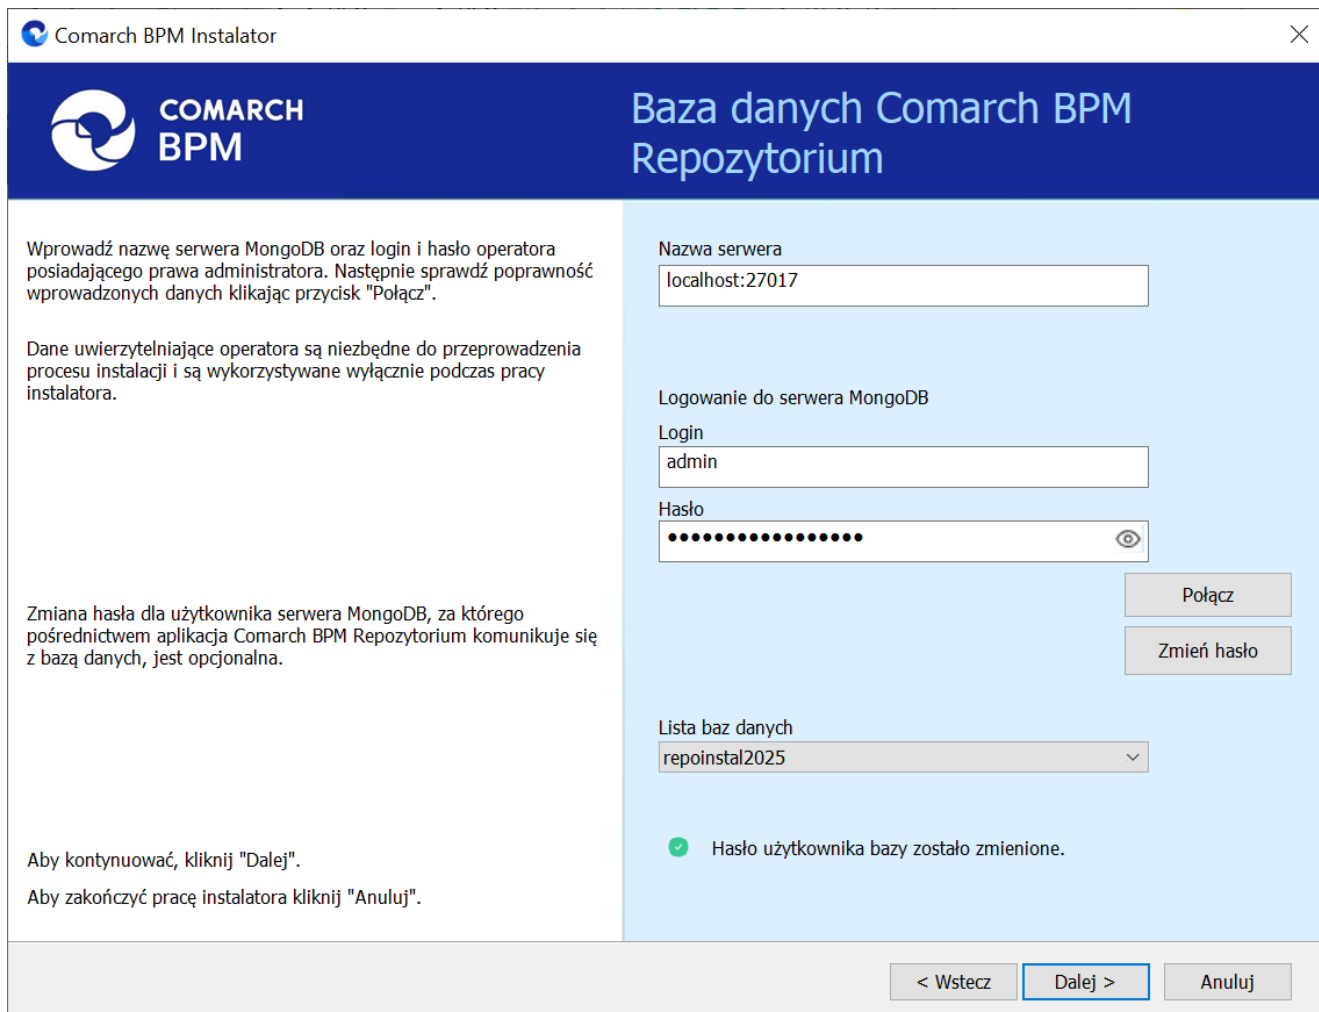 Comarch BPM Instalator
COMARCH
BPM
Baza danych Comarch BPM
Repozytorium
Wprowadź nazwę serwera MongoDB oraz login i hasło operatora
posiadającego prawa administratora. Następnie sprawdź poprawność
wprowadzonych danych klikając przycisk "Połącz".
Dane uwierzytelniające operatora są niezbędne do przeprowadzenia
procesu instalacji i są wykorzystywane wyłącznie podczas pracy
instalatora.
Zmiana hasła dla użytkownika serwera MongoDB, za którego
pośrednictwem aplikacja Comarch BPM Repozytorium komunikuje się
z bazą danych, jest opcjonalna.
Aby kontynuować, kliknij "Dalej".
Aby zakończyć pracę instalatora kliknij "Anuluj".
Nazwa serwera
localhost:27017
Logowanie do serwera MongoDB
Login
admin
Hasło
•••••••••••••••••
Połącz
Zmień hasło
Lista baz danych
repoinstal2025
Hasło użytkownika bazy zostało zmienione.
< Wstecz
Dalej >
Anuluj